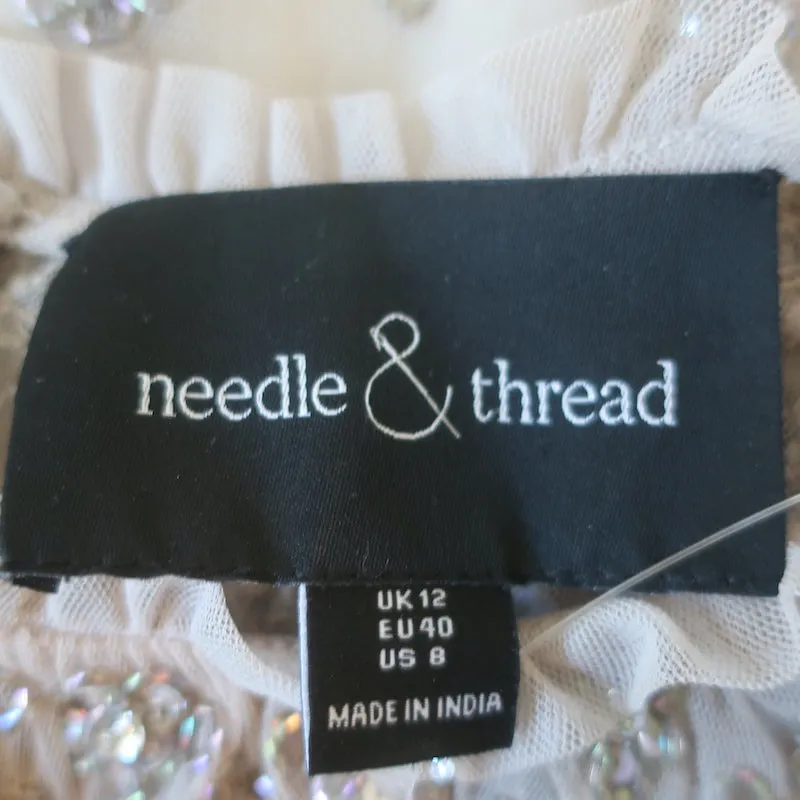 needle & thread
UK 12
EU 40
US 8
MADE IN INDIA